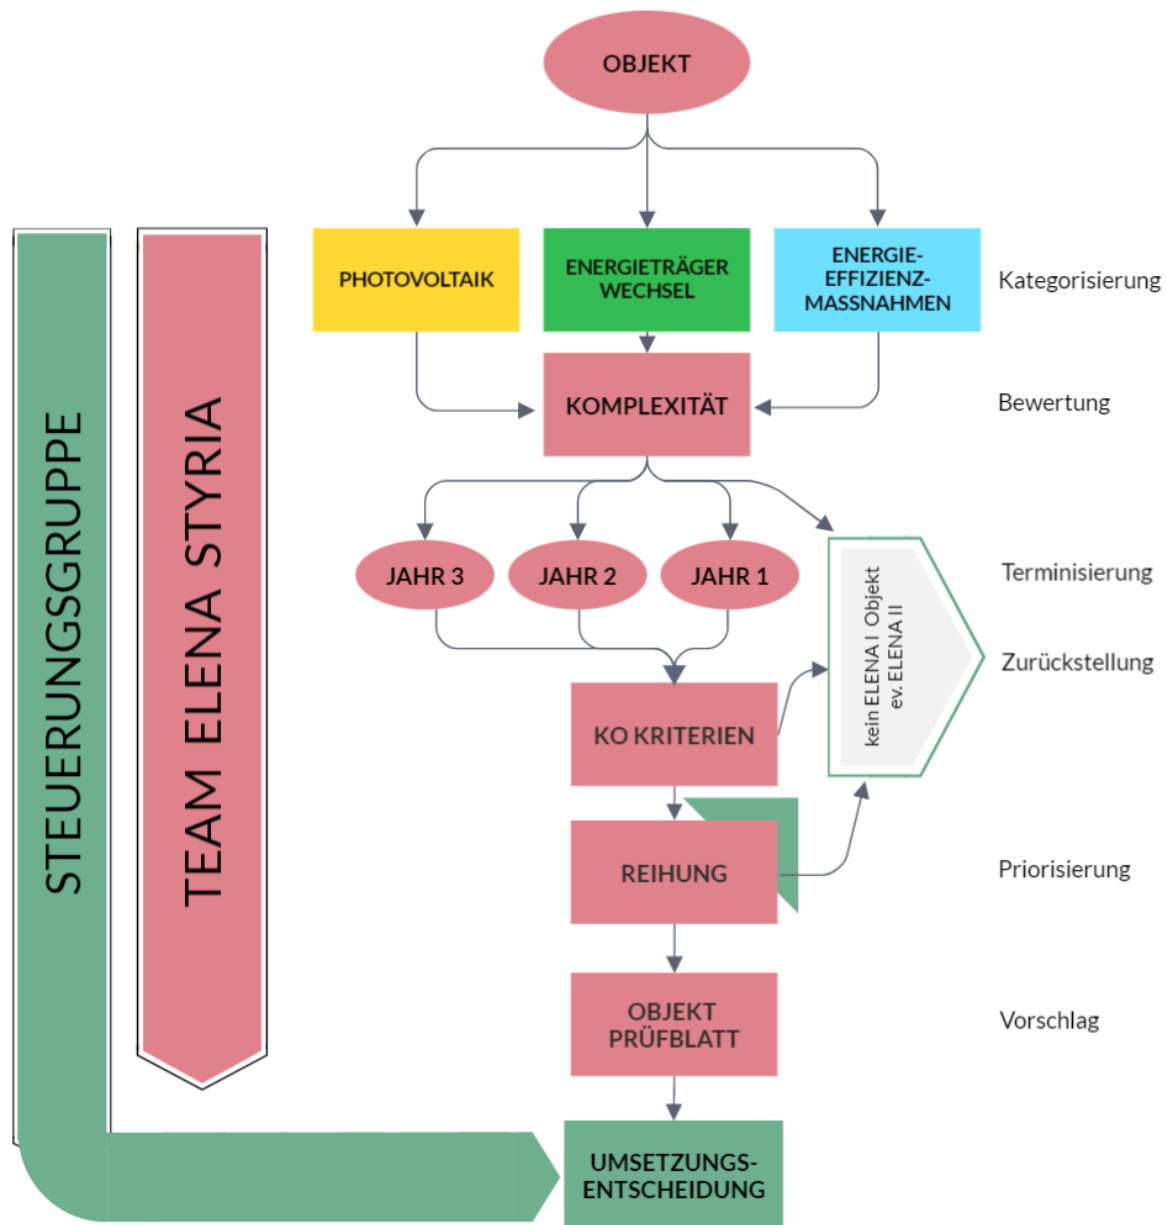 OBJEKT
PHOTOVOLTAIK
ENERGIETRÄGER
WECHSEL
ENERGIE-
EFFIZENZ-
MASSNAHMEN
Kategorisierung
KOMPLEXITÄT
Bewertung
JAHR 3
JAHR 2
JAHR 1
Terminisierung
kein ELENA I Objekt
ev. ELENA II
Zurückstellung
KO KRITERIEN
REIHUNG
Priorisierung
OBJEKT
PRÜFBLATT
Vorschlag
UMSETZUNGS-
ENTSCHEIDUNG
STEUERUNGSGRUPPE
TEAM ELENA STYRIA